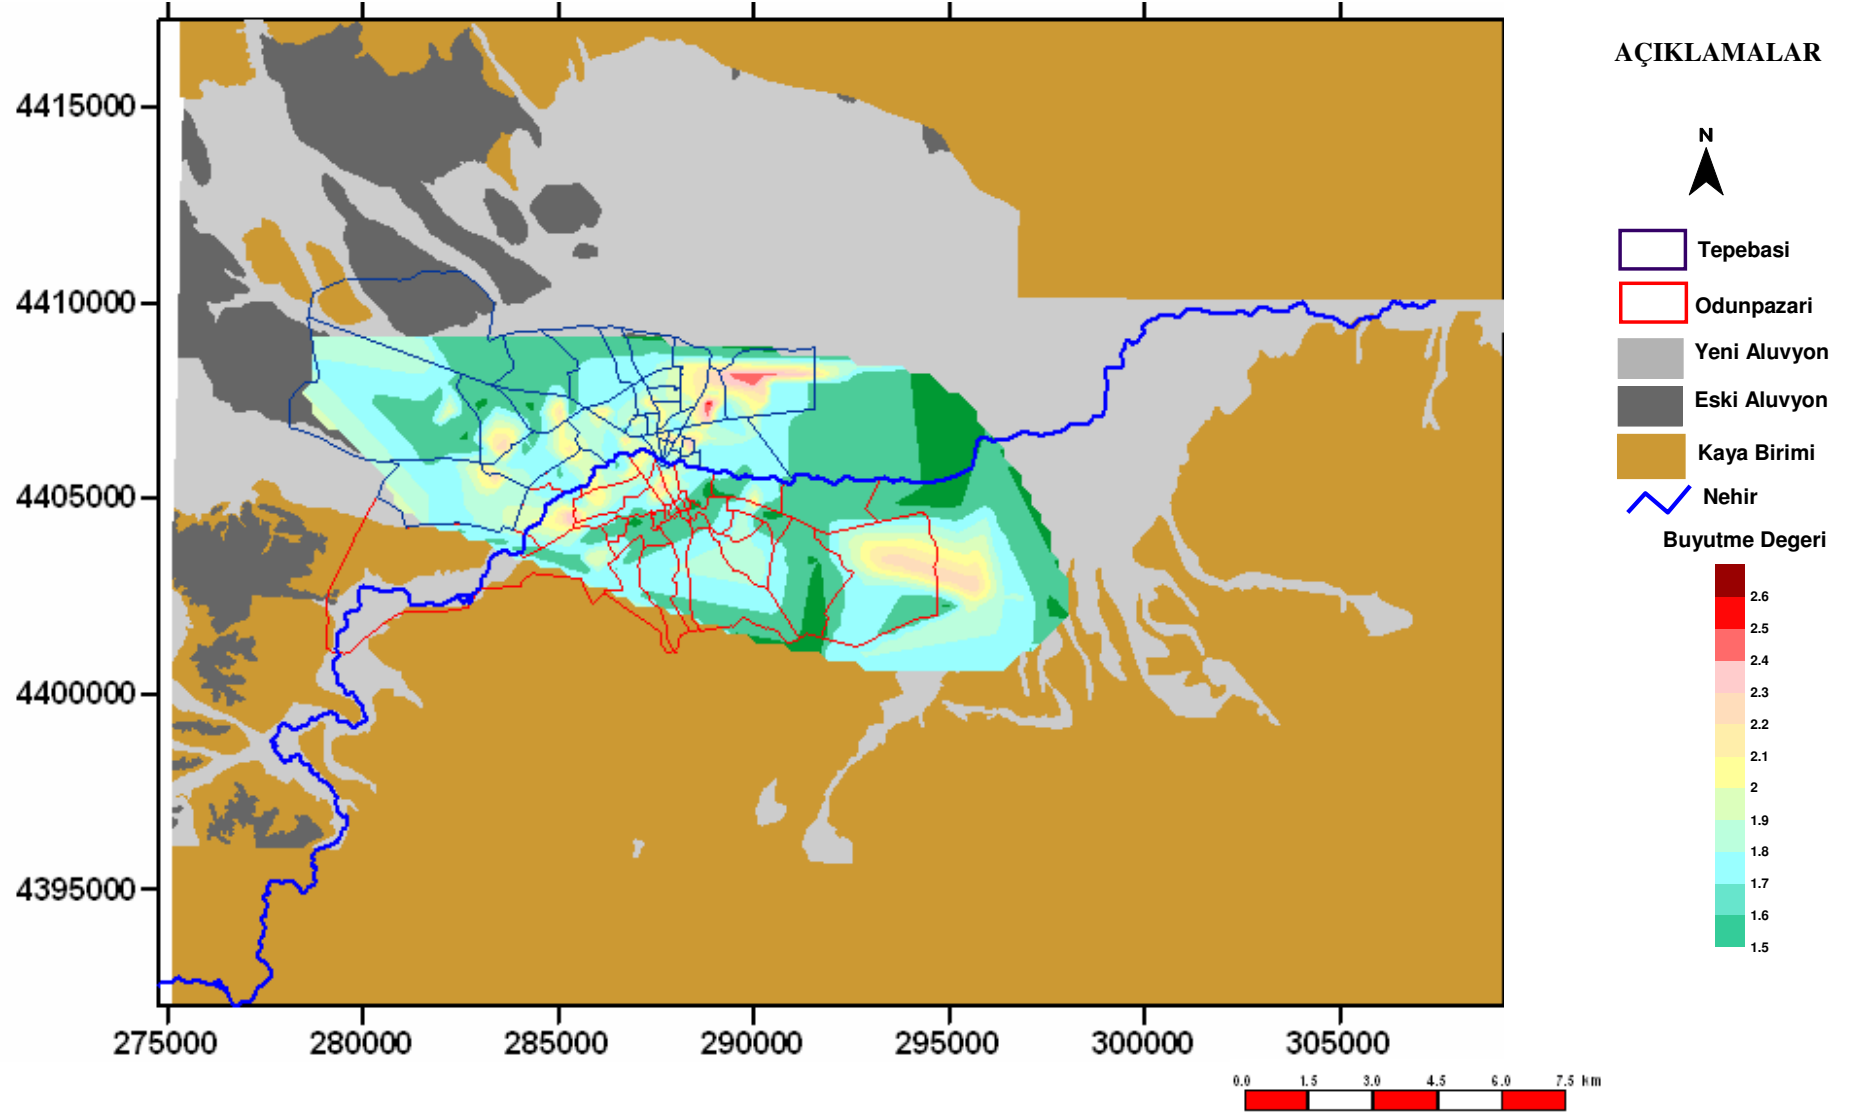 AÇIKLAMALAR
N
Tepebasi
Odunpazari
Yeni Aluvyon
Eski Aluvyon
Kaya Birimi
Nehir
Buyutme Degeri
2.6
2.5
2.4
2.3
2.2
2.1
2
1.9
1.8
1.7
1.6
1.5
4415000
4410000
4405000
4400000
4395000
275000 280000 285000 290000 295000 300000 305000
0.0 1.5 3.0 4.5 6.0 7.5 km